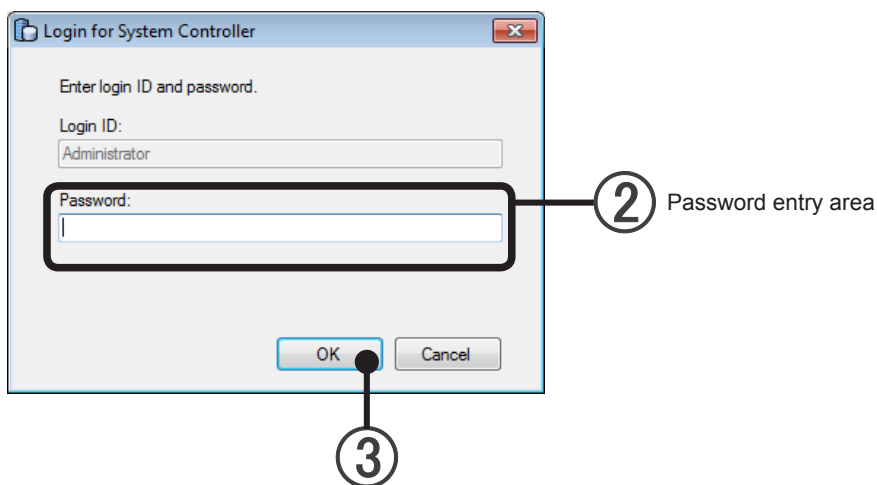 Login for System Controller
Enter login ID and password.
Login ID:
Administrator
Password:
② Password entry area
OK Cancel
③